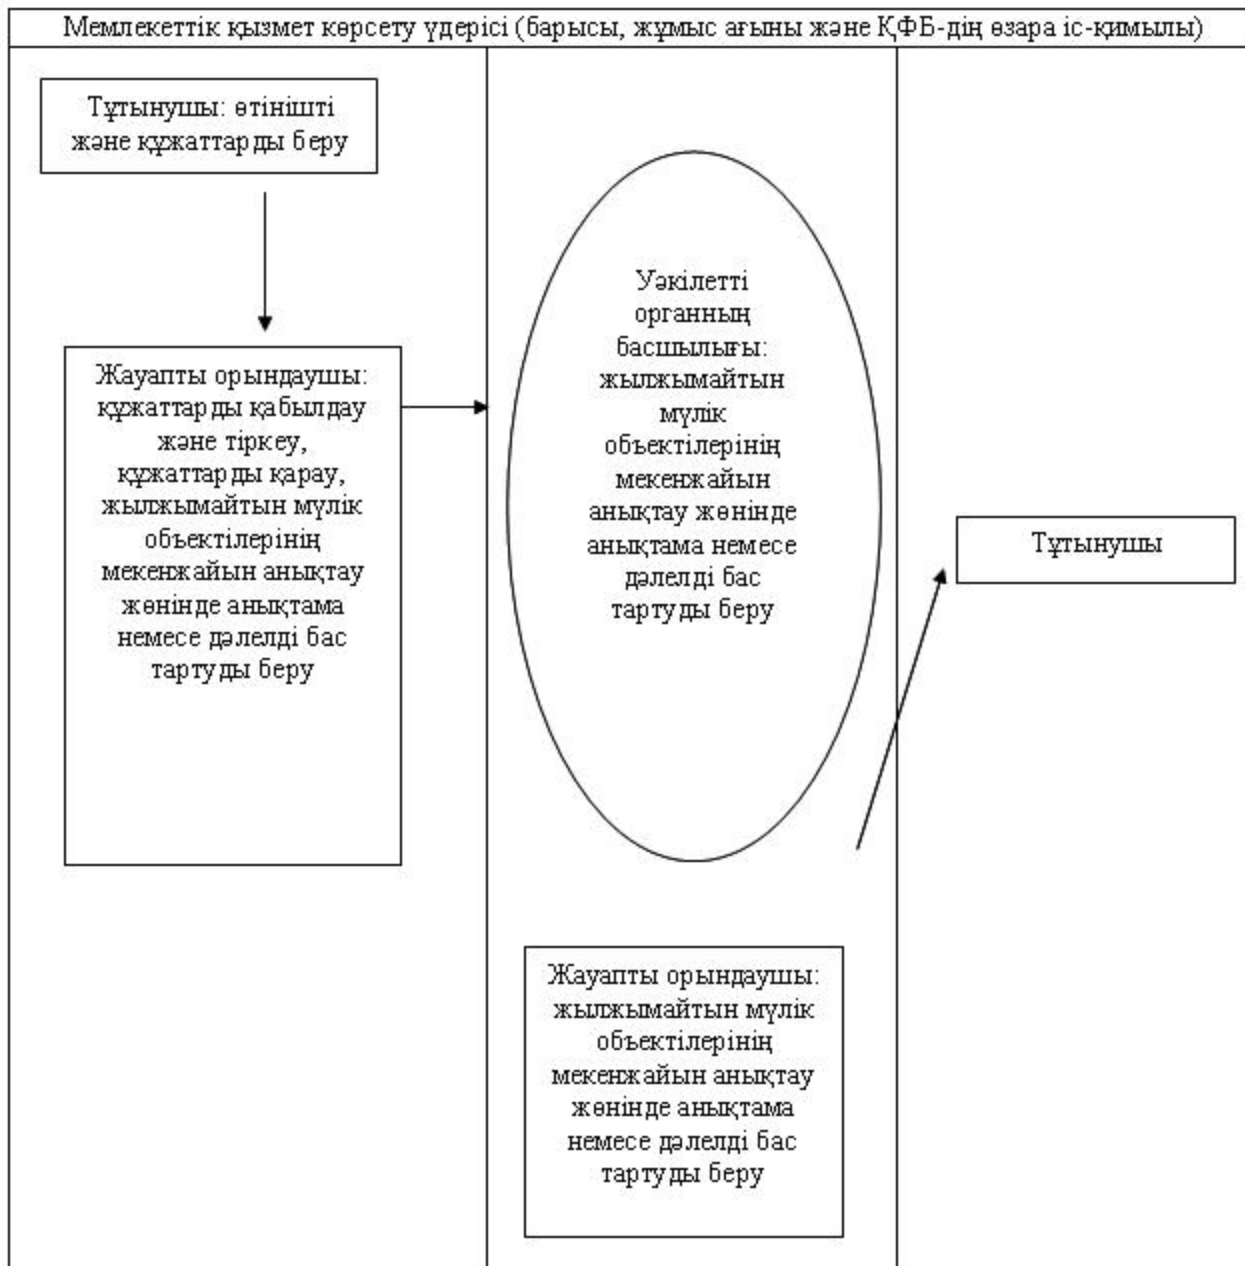 Мемлекеттік қызмет көрсету үдерісі (барысы, жұмыс ағыны және ҚФБ-дің өзара іс-қимылы)
Тұтынушы: өтінішті
және құжаттарды беру
Жауапты орындаушы:
құжаттарды қабылдау
және тіркеу,
құжаттарды қарау,
жылжымайтын мүлік
объектілерінің
мекенжайын анықтау
жөнінде анықтама
немесе дәлелді бас
тартуды беру
Уәкілетті
органның
басшылығы:
жылжымайтын
мүлік
объектілерінің
мекенжайын
анықтау жөнінде
анықтама немесе
дәлелді бас
тартуды беру
Жауапты орындаушы:
жылжымайтын мүлік
объектілерінің
мекенжайын анықтау
жөнінде анықтама
немесе дәлелді бас
тартуды беру
Тұтынушы